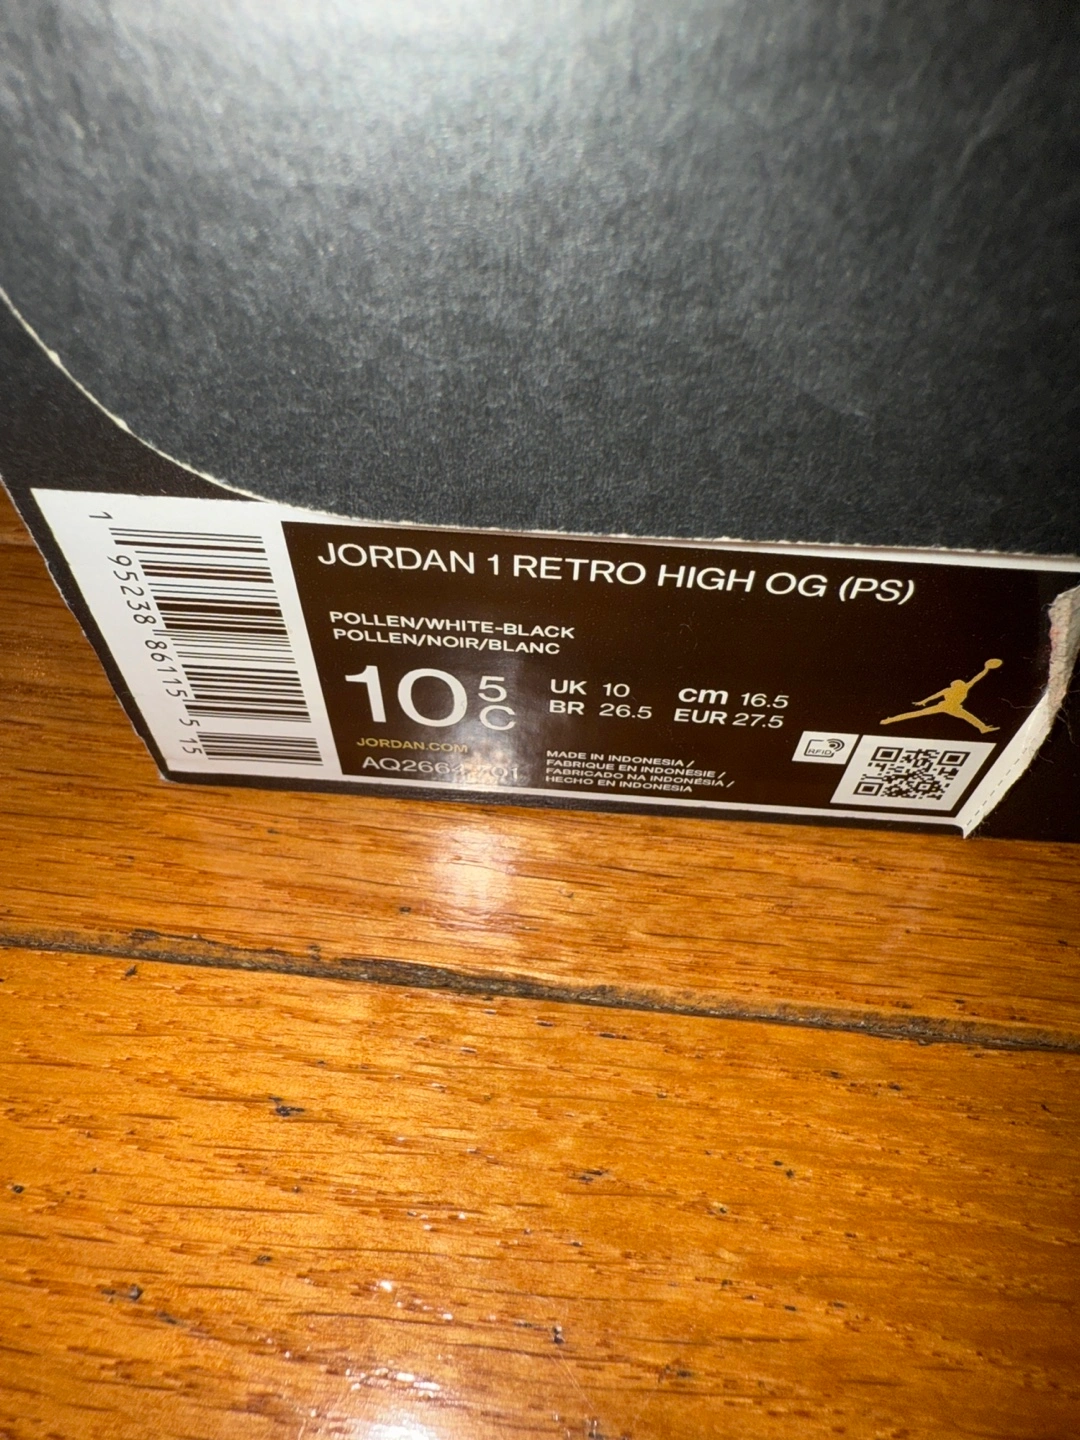 JORDAN 1 RETRO HIGH OG (PS)
POLLEN/WHITE-BLACK
POLLEN/NOIR/BLANC
10 5 C
UK 10
BR 26.5
cm 16.5
EUR 27.5
JORDAN.COM
AQ2664-701
MADE IN INDONESIA /
FABRIQUE EN INDONESIE /
FABRICADO NA INDONÉSIA /
HECHO EN INDONESIA
RFID
1 95238 86115 5 15